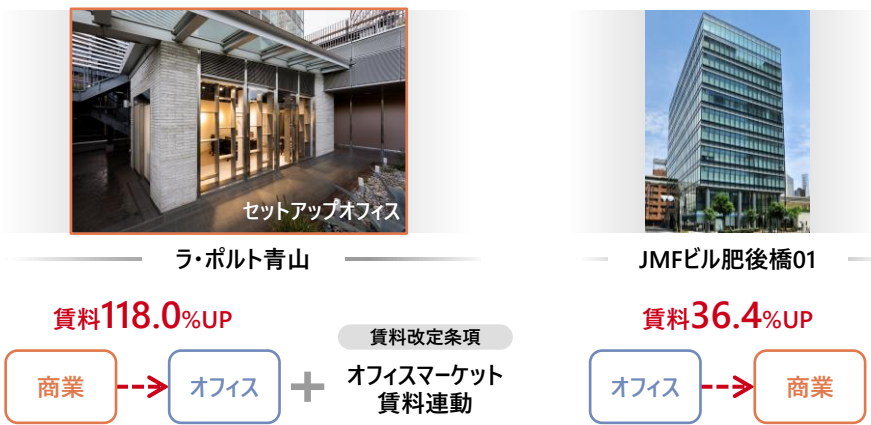 セットアップオフィス
ラ・ポルト青山
JMFビル肥後橋01
賃料118.0%UP
賃料36.4%UP
賃料改定条項
商業
オフィス
+
オフィスマーケット
賃料連動
オフィス
商業